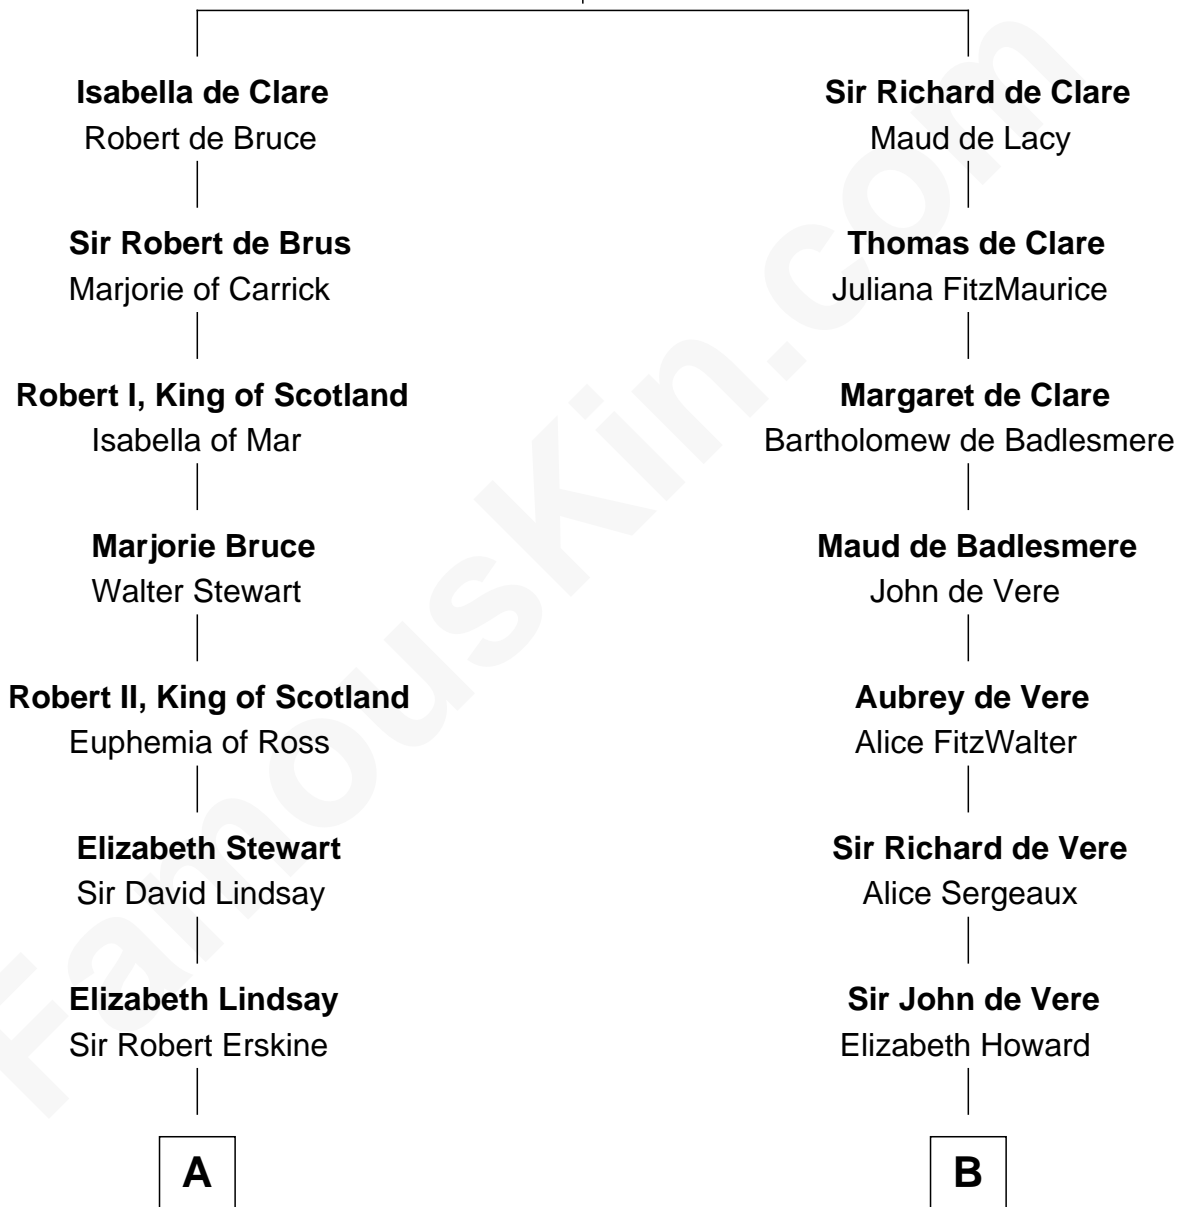 Isabella de Clare
Robert de Bruce
Sir Robert de Brus
Marjorie of Carrick
Robert I, King of Scotland
Isabella of Mar
Marjorie Bruce
Walter Stewart
Robert II, King of Scotland
Euphemia of Ross
Elizabeth Stewart
Sir David Lindsay
Elizabeth Lindsay
Sir Robert Erskine
A
Sir Richard de Clare
Maud de Lacy
Thomas de Clare
Juliana FitzMaurice
Margaret de Clare
Bartholomew de Badlesmere
Maud de Badlesmere
John de Vere
Aubrey de Vere
Alice FitzWalter
Sir Richard de Vere
Alice Sergeaux
Sir John de Vere
Elizabeth Howard
B
FamousKin.com